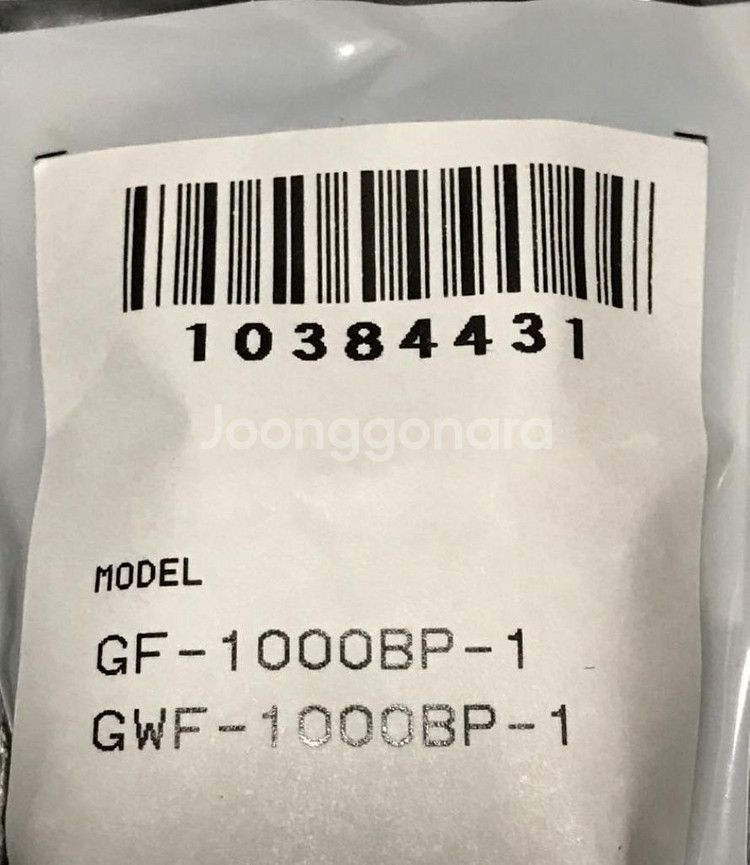 10384431
Joonggonara
MODEL
GF-1000BP-1
GWF-1000BP-1